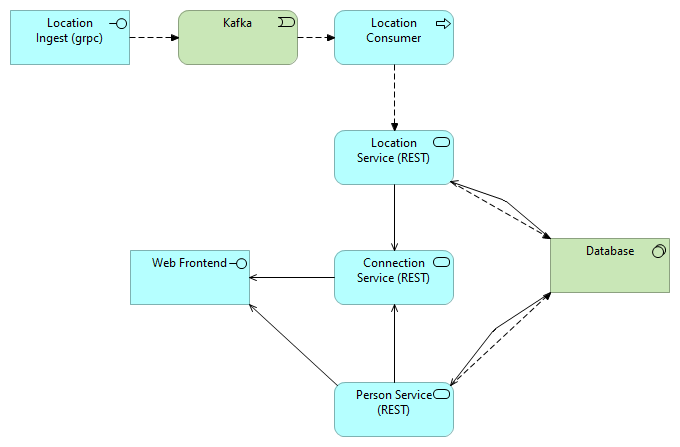 Location
Ingest (grpc)
Kafka
Location
Consumer
Location
Service (REST)
Database
Web Frontend
Connection
Service (REST)
Person Service
(REST)